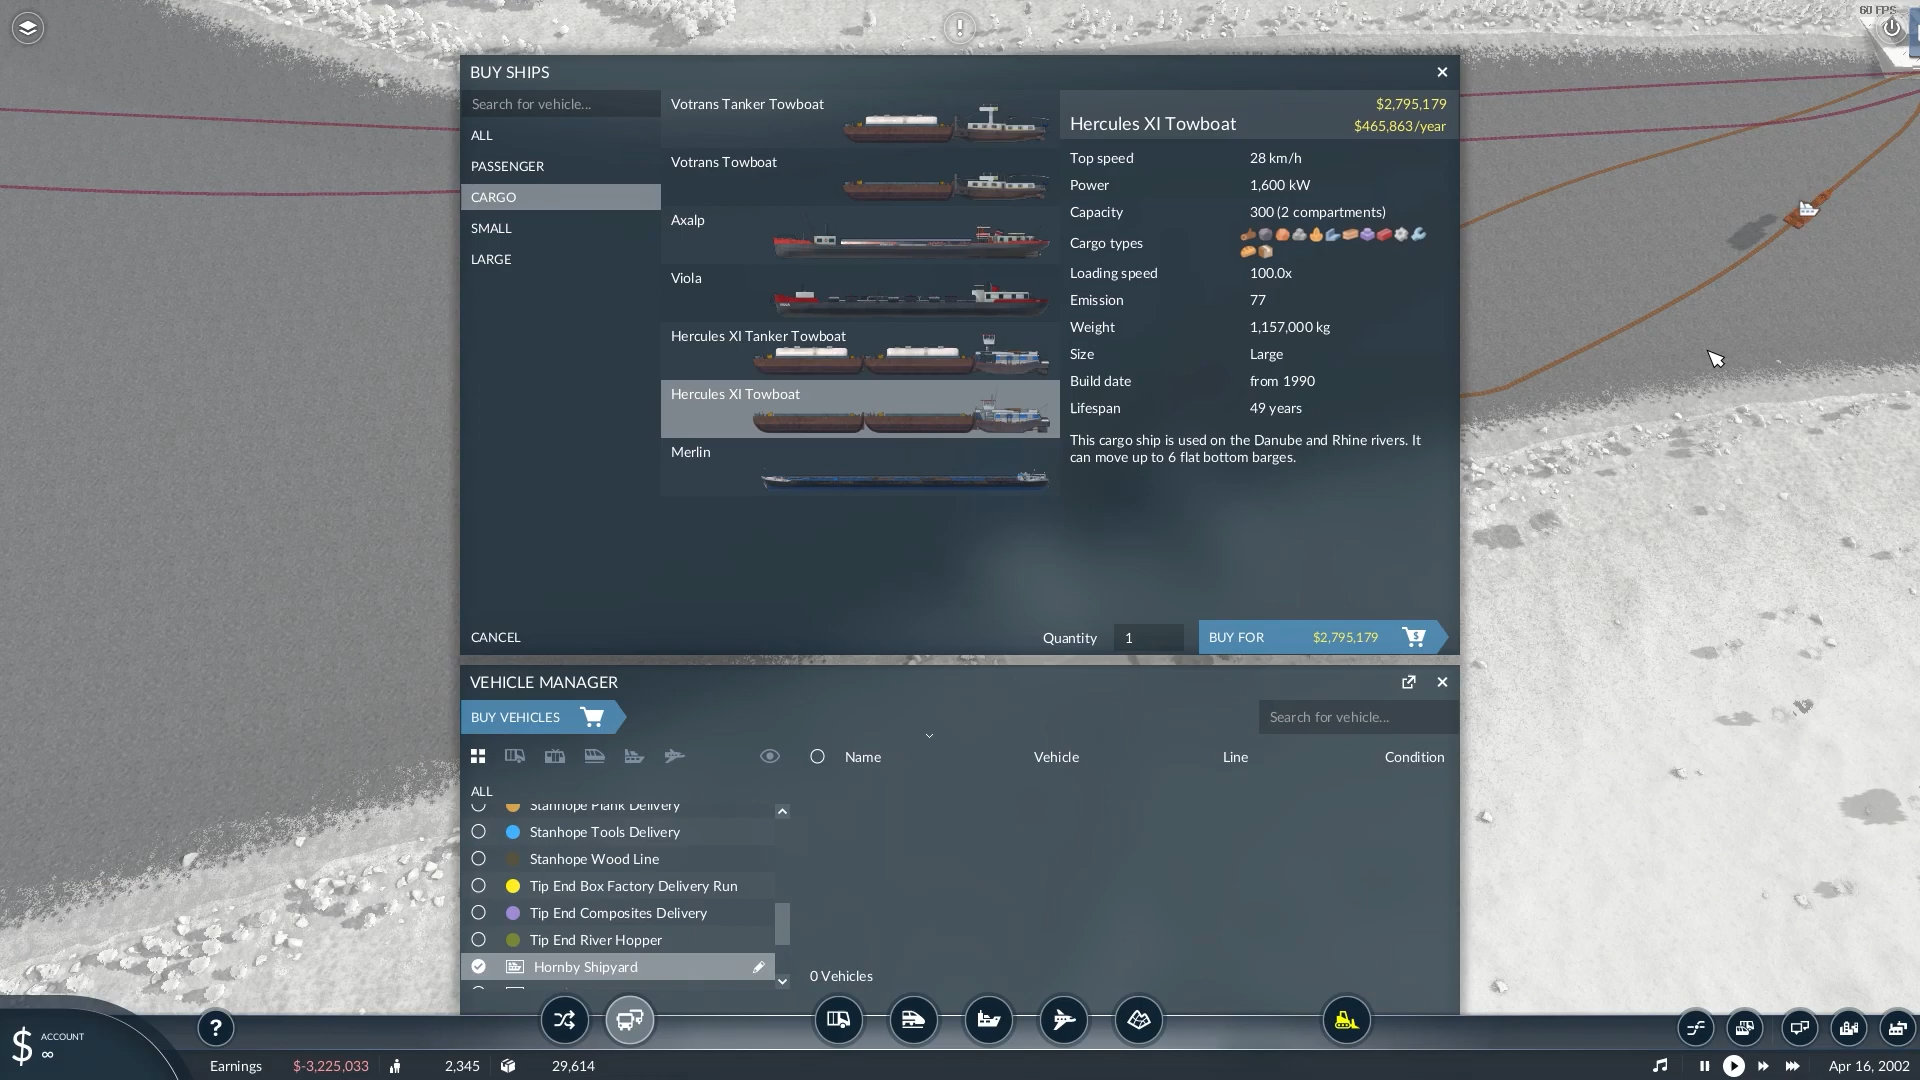 60 FPS
BUY SHIPS
Search for vehicle...
ALL
PASSENGER
CARGO
SMALL
LARGE
Votrans Tanker Towboat
Votrans Towboat
Axalp
Viola
Hercules XI Tanker Towboat
Hercules XI Towboat
Merlin
$2,795,179
Hercules XI Towboat
$465,863/year
Top speed 28 km/h
Power 1,600 kW
Capacity 300 (2 compartments)
Cargo types
Loading speed 100.0x
Emission 77
Weight 1,157,000 kg
Size Large
Build date from 1990
Lifespan 49 years
This cargo ship is used on the Danube and Rhine rivers. It
can move up to 6 flat bottom barges.
CANCEL
Quantity 1
BUY FOR $2,795,179
VEHICLE MANAGER
BUY VEHICLES
Search for vehicle...
Name Vehicle Line Condition
ALL
Stanhope Plank Delivery
Stanhope Tools Delivery
Stanhope Wood Line
Tip End Box Factory Delivery Run
Tip End Composites Delivery
Tip End River Hopper
Hornby Shipyard
0 Vehicles
$ ACCOUNT
∞
?
Earnings $-3,225,033 2,345 29,614
Apr 16, 2002